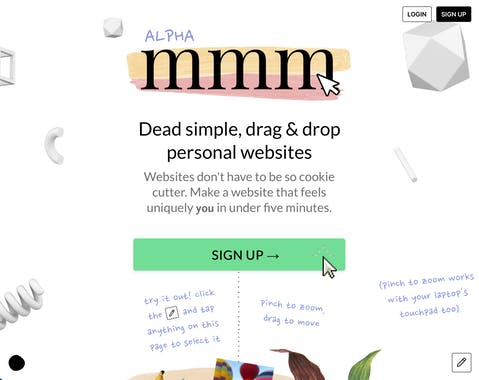 LOGIN
SIGN UP
ALPHA
mmm
Dead simple, drag & drop
personal websites
Websites don't have to be so cookie
cutter. Make a website that feels
uniquely you in under five minutes.
SIGN UP →
try it out! click
the and tap
anything on this
page to select it
Pinch to zoom,
drag to move
(Pinch to zoom works
with your laptop's
touchpad too)